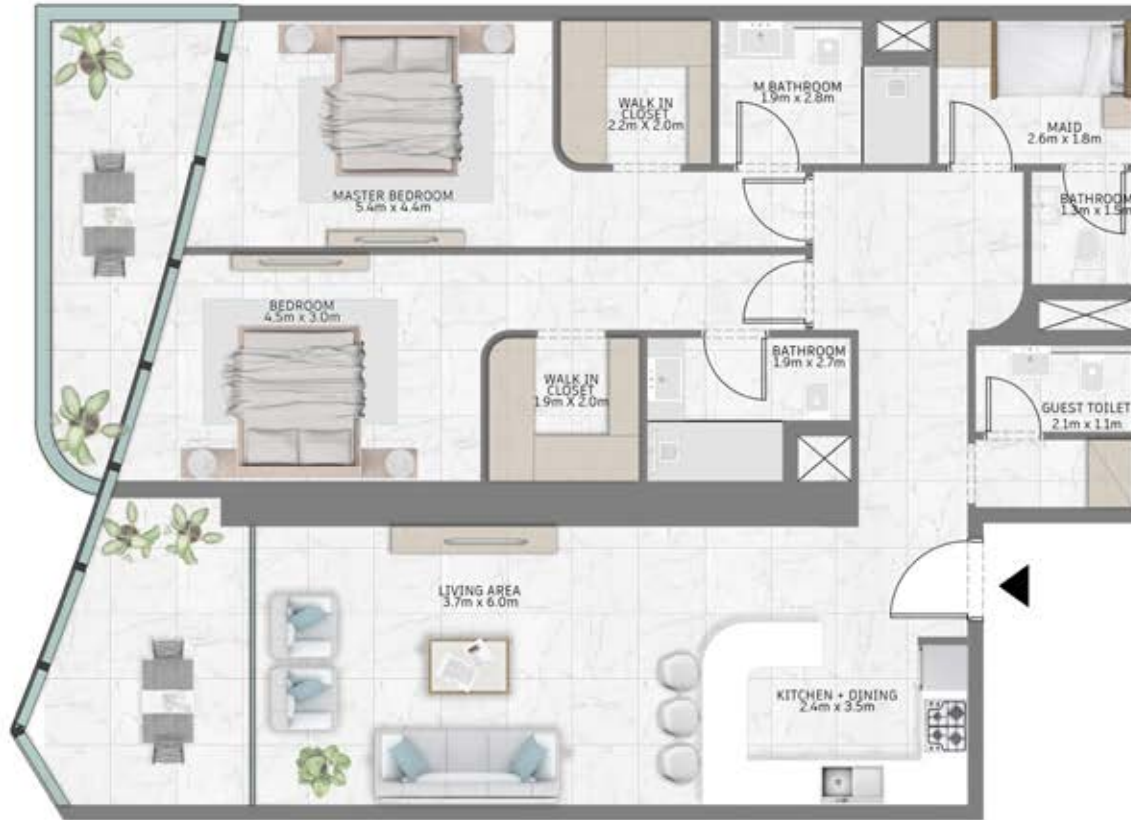 M.BATHROOM
1.9m x 2.8m
WALK IN
CLOSET
2.2m X 2.0m
MAID
2.6m x 1.8m
MASTER BEDROOM
5.4m x 4.4m
BATHROOM
1.3m x 1.5m
BEDROOM
4.5m x 3.0m
BATHROOM
1.9m x 2.7m
WALK IN
CLOSET
1.9m X 2.0m
GUEST TOILET
2.1m x 1.1m
LIVING AREA
3.7m x 6.0m
KITCHEN + DINING
2.4m x 3.5m